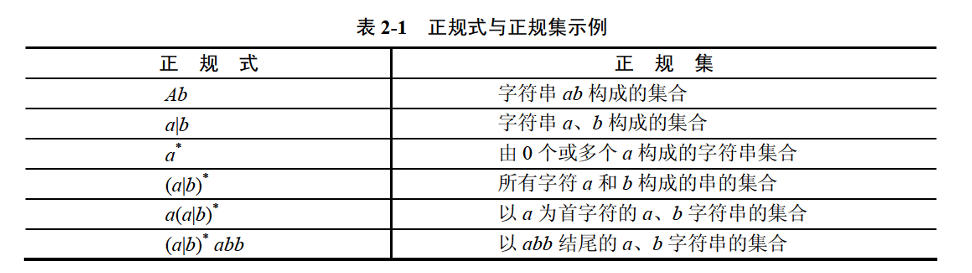 表 2-1 正规式与正规集示例
正 规 式 正 规 集
Ab 字符串 ab 构成的集合
a|b 字符串 a、b 构成的集合
a* 由 0 个或多个 a 构成的字符串集合
(a|b)* 所有字符 a 和 b 构成的串的集合
a(a|b)* 以 a 为首字符的 a、b 字符串的集合
(a|b)* abb 以 abb 结尾的 a、b 字符串的集合